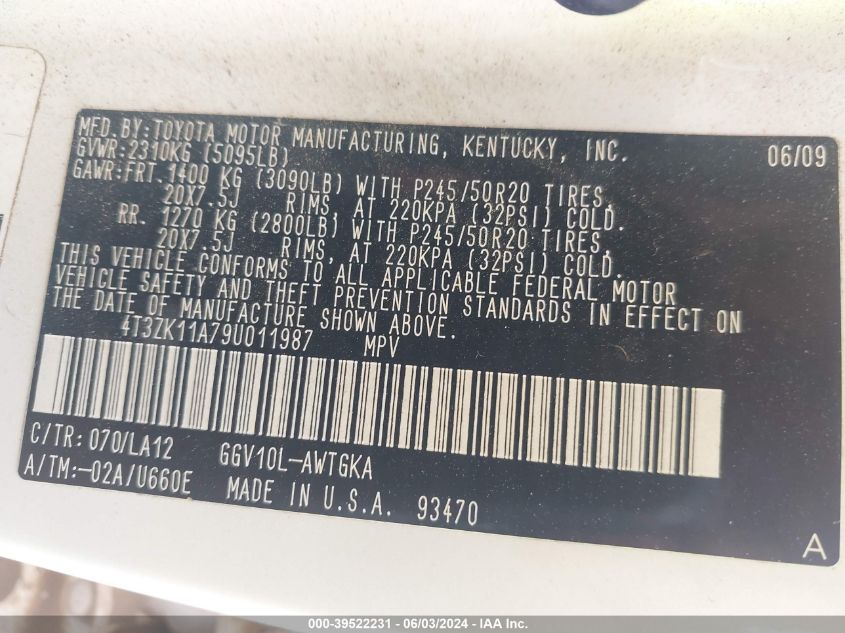 MFD.BY:TOYOTA MOTOR MANUFACTURING, KENTUCKY, INC. 06/09
GVWR:2310KG (5095LB)
GAWR:FRT. 1400 KG (3090LB) WITH P245/50R20 TIRES,
20X7.5J RIMS, AT 220KPA (32PSI) COLD.
RR. 1270 KG (2800LB) WITH P245/50R20 TIRES,
20X7.5J RIMS, AT 220KPA (32PSI) COLD.
THIS VEHICLE CONFORMS TO ALL APPLICABLE FEDERAL MOTOR
VEHICLE SAFETY AND THEFT PREVENTION STANDARDS IN EFFECT ON
THE DATE OF MANUFACTURE SHOWN ABOVE.
4T3ZK11A79U011987 MPV
C/TR: 070/LA12 GGV10L-AWTGKA
A/TM:-02A/U660E MADE IN U.S.A. 93470
A
000-39522231 - 06/03/2024 - IAA Inc.